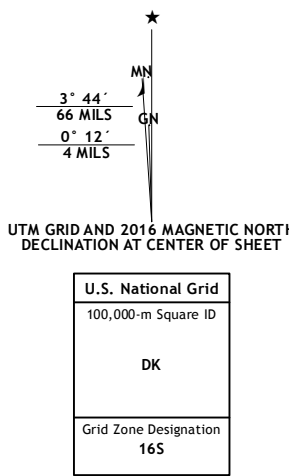 ★
MN
3° 44´
66 MILS
GN
0° 12´
4 MILS
UTM GRID AND 2016 MAGNETIC NORTH
DECLINATION AT CENTER OF SHEET
U.S. National Grid
100,000-m Square ID
DK
Grid Zone Designation
16S